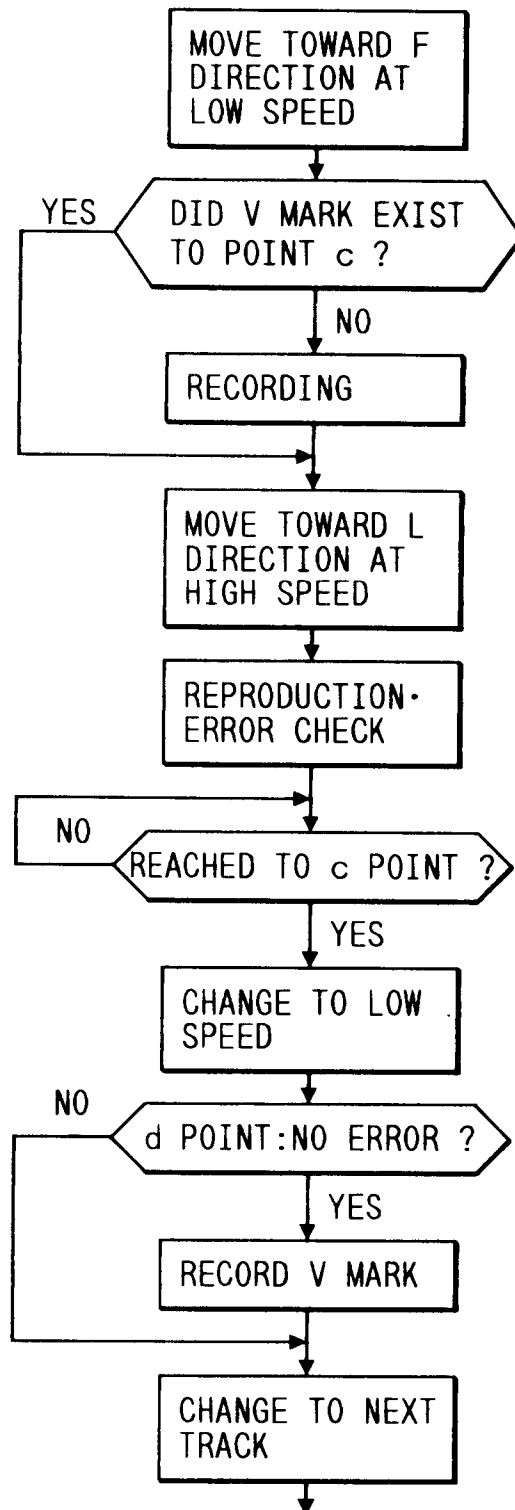 MOVE TOWARD F
DIRECTION AT
LOW SPEED
YES
DID V MARK EXIST
TO POINT c ?
NO
RECORDING
MOVE TOWARD L
DIRECTION AT
HIGH SPEED
REPRODUCTION·
ERROR CHECK
NO
REACHED TO c POINT ?
YES
CHANGE TO LOW
SPEED
NO
d POINT:NO ERROR ?
YES
RECORD V MARK
CHANGE TO NEXT
TRACK